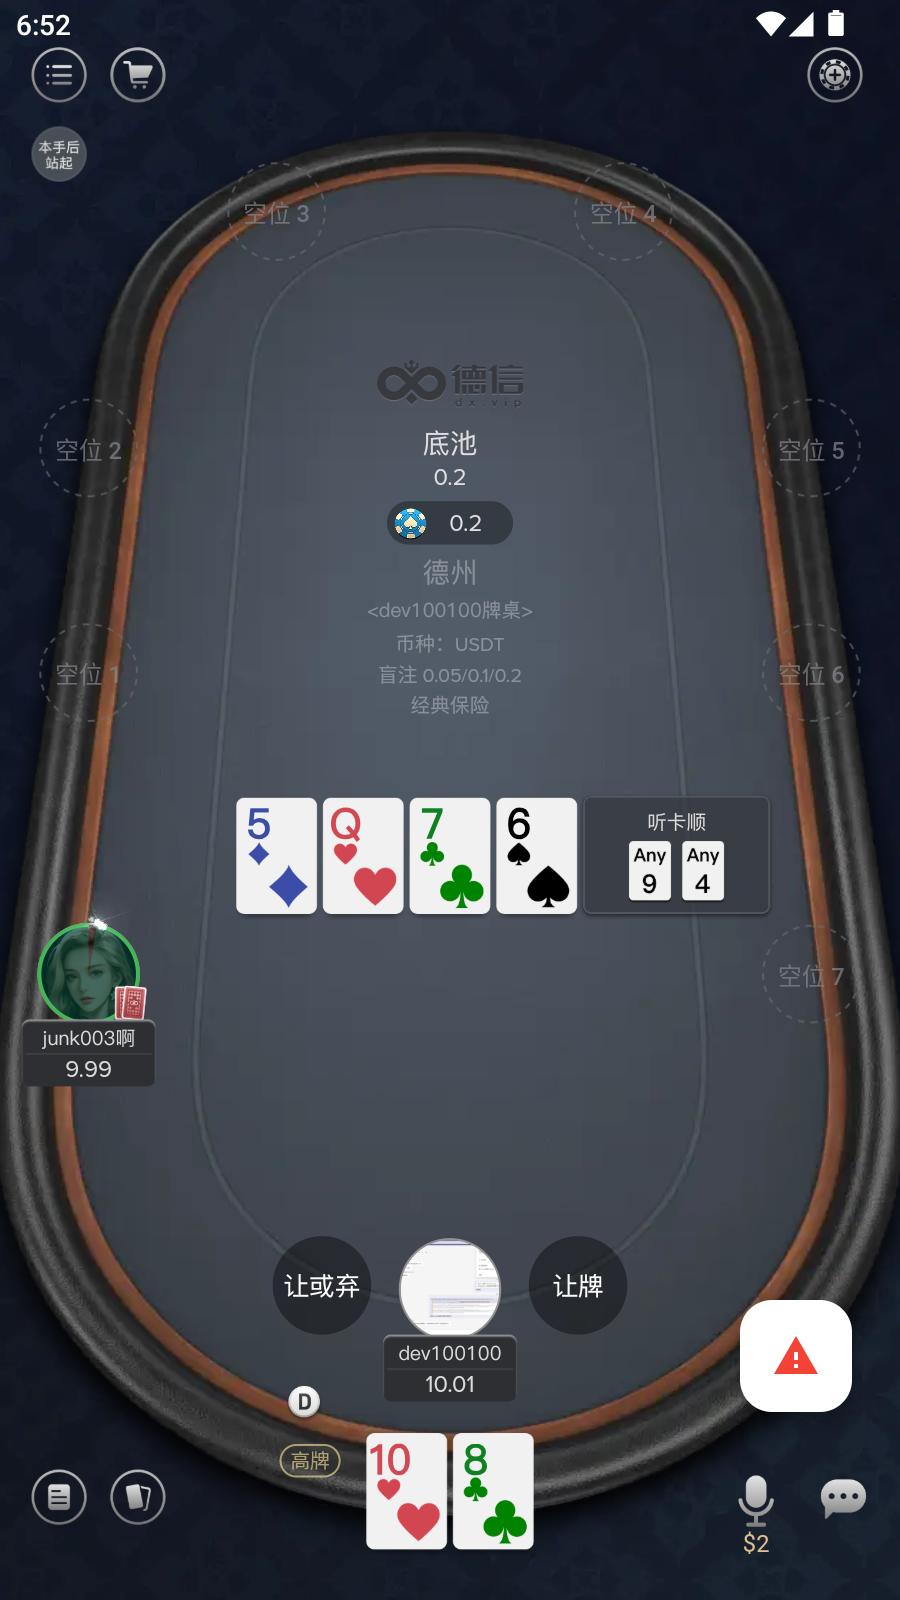 6:52
本手后
站起
空位 3
空位 4
德信
dx.vip
空位 2
底池
空位 5
0.2
0.2
德州
<dev100100牌桌>
币种：USDT
空位 1
盲注 0.05/0.1/0.2
空位 6
经典保险
5
Q
7
6
听卡顺
Any
9
Any
4
空位 7
junk003啊
9.99
让或弃
让牌
dev100100
10.01
D
高牌
10
8
$2